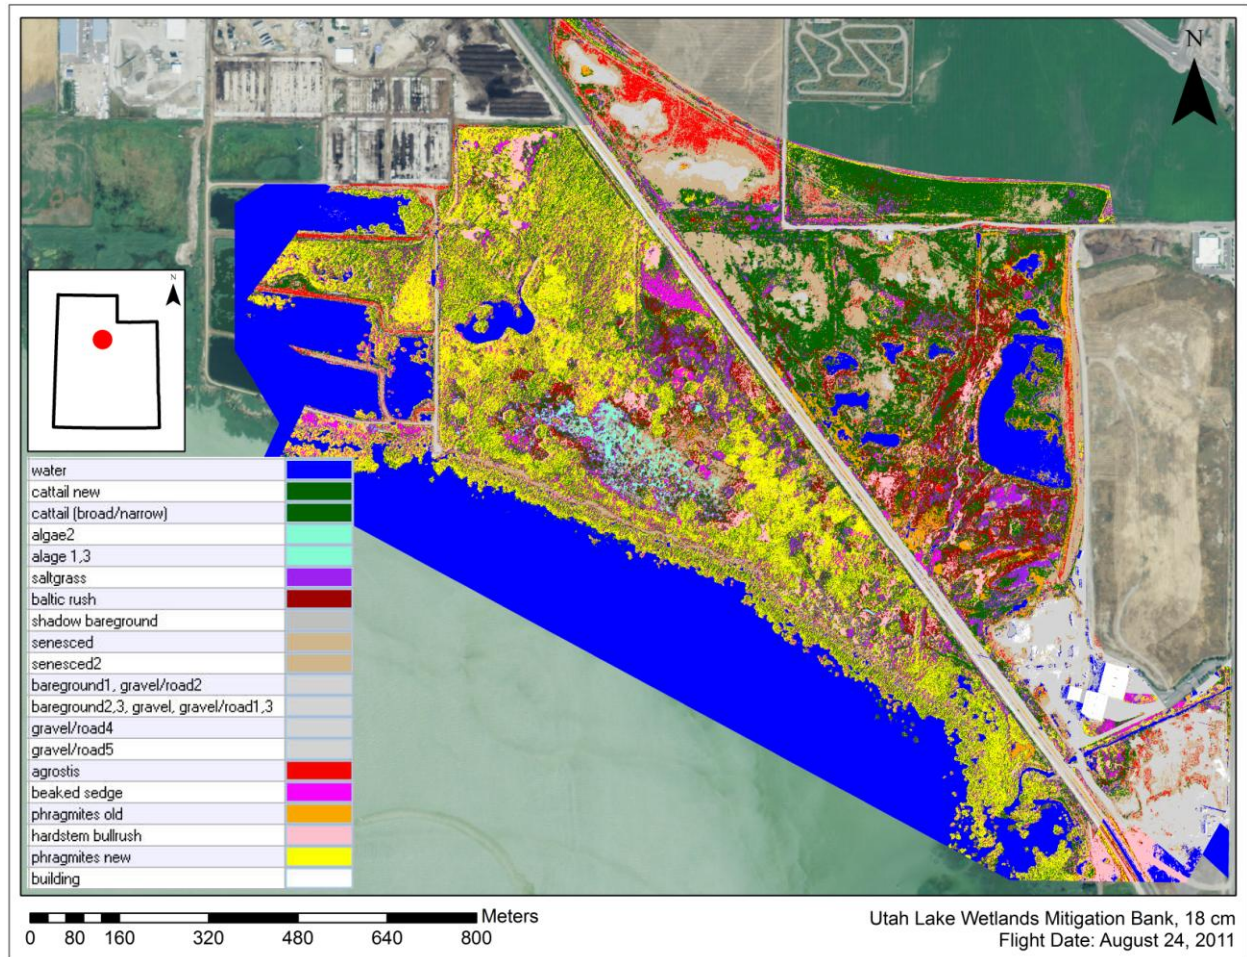 N
N
water
cattail new
cattail (broad/narrow)
algae2
alage 1,3
saltgrass
baltic rush
shadow bareground
senesced
senesced2
bareground1, gravel/road2
bareground2,3, gravel, gravel/road1,3
gravel/road4
gravel/road5
agrostis
beaked sedge
phragmites old
hardstem bullrush
phragmites new
building
Meters
0 80 160 320 480 640 800
Utah Lake Wetlands Mitigation Bank, 18 cm
Flight Date: August 24, 2011